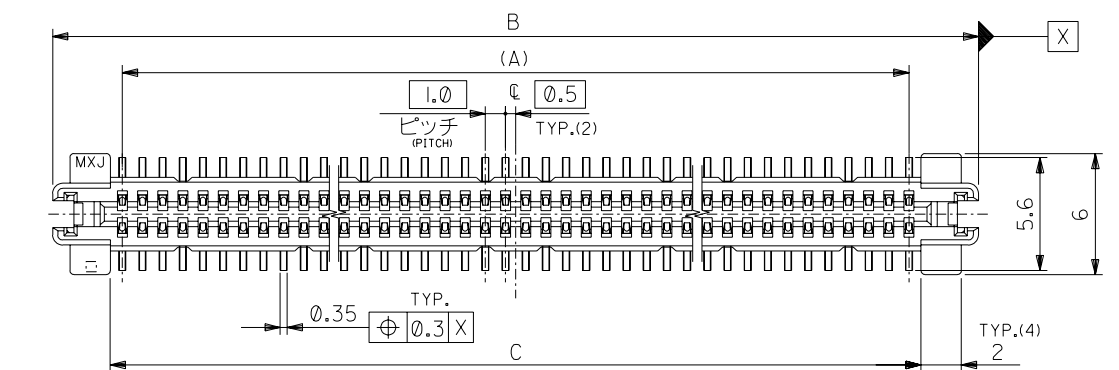 B
X
(A)
1.0
℄
0.5
ピッチ
(PITCH)
TYP.(2)
MXJ
5.6
6
TYP.
0.35
⌖ 0.3 X
TYP.(4)
C
2